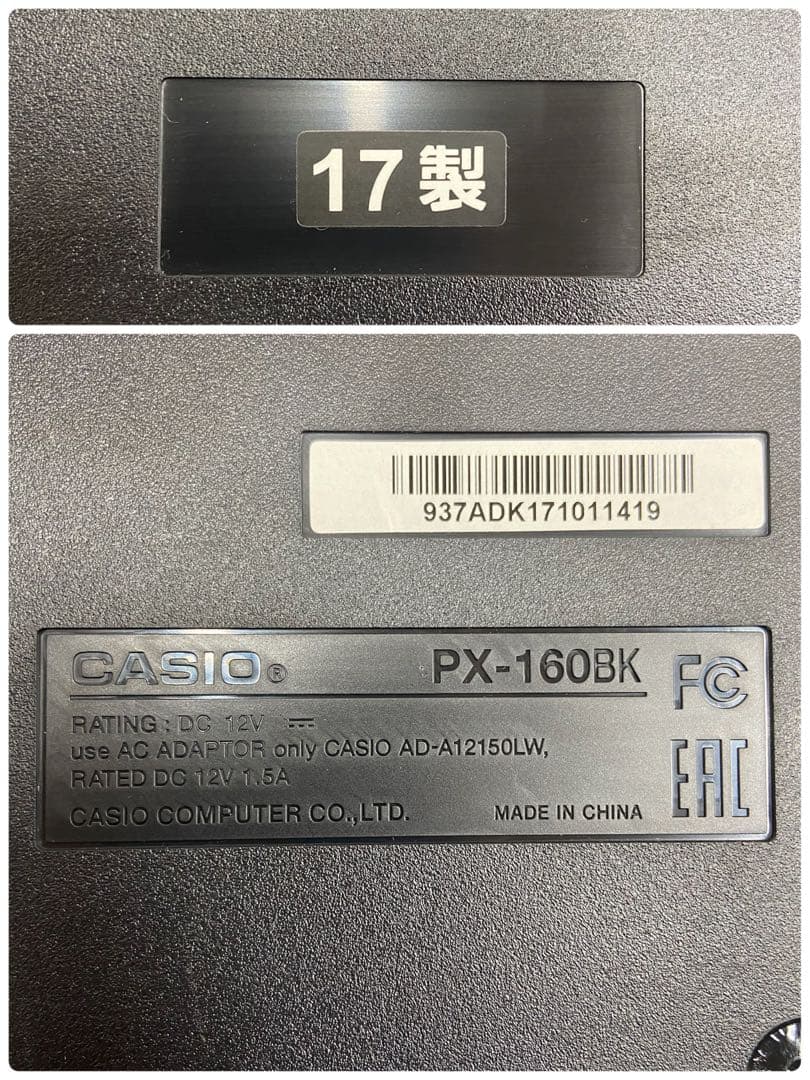 17製
937ADK171011419
CASIO®
PX-160BK
FC
RATING : DC 12V ⎓
use AC ADAPTOR only CASIO AD-A12150LW,
RATED DC 12V 1.5A
EAC
CASIO COMPUTER CO.,LTD.
MADE IN CHINA